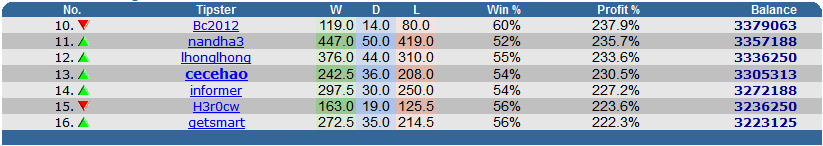 No. Tipster W D L Win % Profit % Balance
10. Bc2012 119.0 14.0 80.0 60% 237.9% 3379063
11. nandha3 447.0 50.0 419.0 52% 235.7% 3357188
12. lhonglhong 376.0 44.0 310.0 55% 233.6% 3336250
13. cecehao 242.5 36.0 208.0 54% 230.5% 3305313
14. informer 297.5 30.0 250.0 54% 227.2% 3272188
15. H3r0cw 163.0 19.0 125.5 56% 223.6% 3236250
16. getsmart 272.5 35.0 214.5 56% 222.3% 3223125